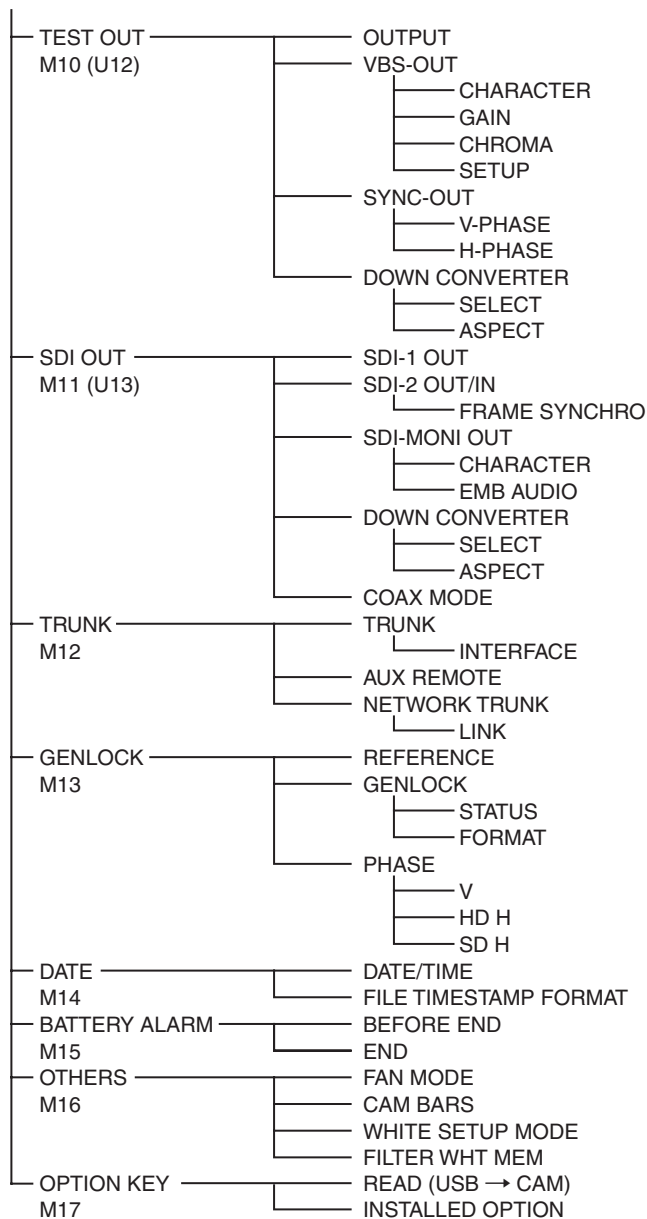 TEST OUT OUTPUT
M10 (U12) VBS-OUT
CHARACTER
GAIN
CHROMA
SETUP
SYNC-OUT
V-PHASE
H-PHASE
DOWN CONVERTER
SELECT
ASPECT
SDI OUT SDI-1 OUT
M11 (U13) SDI-2 OUT/IN
FRAME SYNCHRO
SDI-MONI OUT
CHARACTER
EMB AUDIO
DOWN CONVERTER
SELECT
ASPECT
COAX MODE
TRUNK TRUNK
M12 INTERFACE
AUX REMOTE
NETWORK TRUNK
LINK
GENLOCK REFERENCE
M13 GENLOCK
STATUS
FORMAT
PHASE
V
HD H
SD H
DATE DATE/TIME
M14 FILE TIMESTAMP FORMAT
BATTERY ALARM BEFORE END
M15 END
OTHERS FAN MODE
M16 CAM BARS
WHITE SETUP MODE
FILTER WHT MEM
OPTION KEY READ (USB → CAM)
M17 INSTALLED OPTION